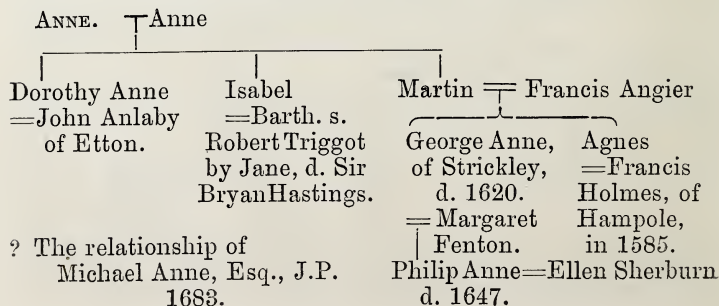 ANNE. Anne
Dorothy Anne
=John Anlaby
of Etton.
Isabel
=Barth. s.
Robert Triggot
by Jane, d. Sir
Bryan Hastings.
Martin = Francis Angier
George Anne,
of Strickley,
d. 1620.
= Margaret
Fenton.
Agnes
=Francis
Holmes, of
Hampole,
in 1585.
Philip Anne=Ellen Sherburn
d. 1647.
? The relationship of
Michael Anne, Esq., J.P.
1683.